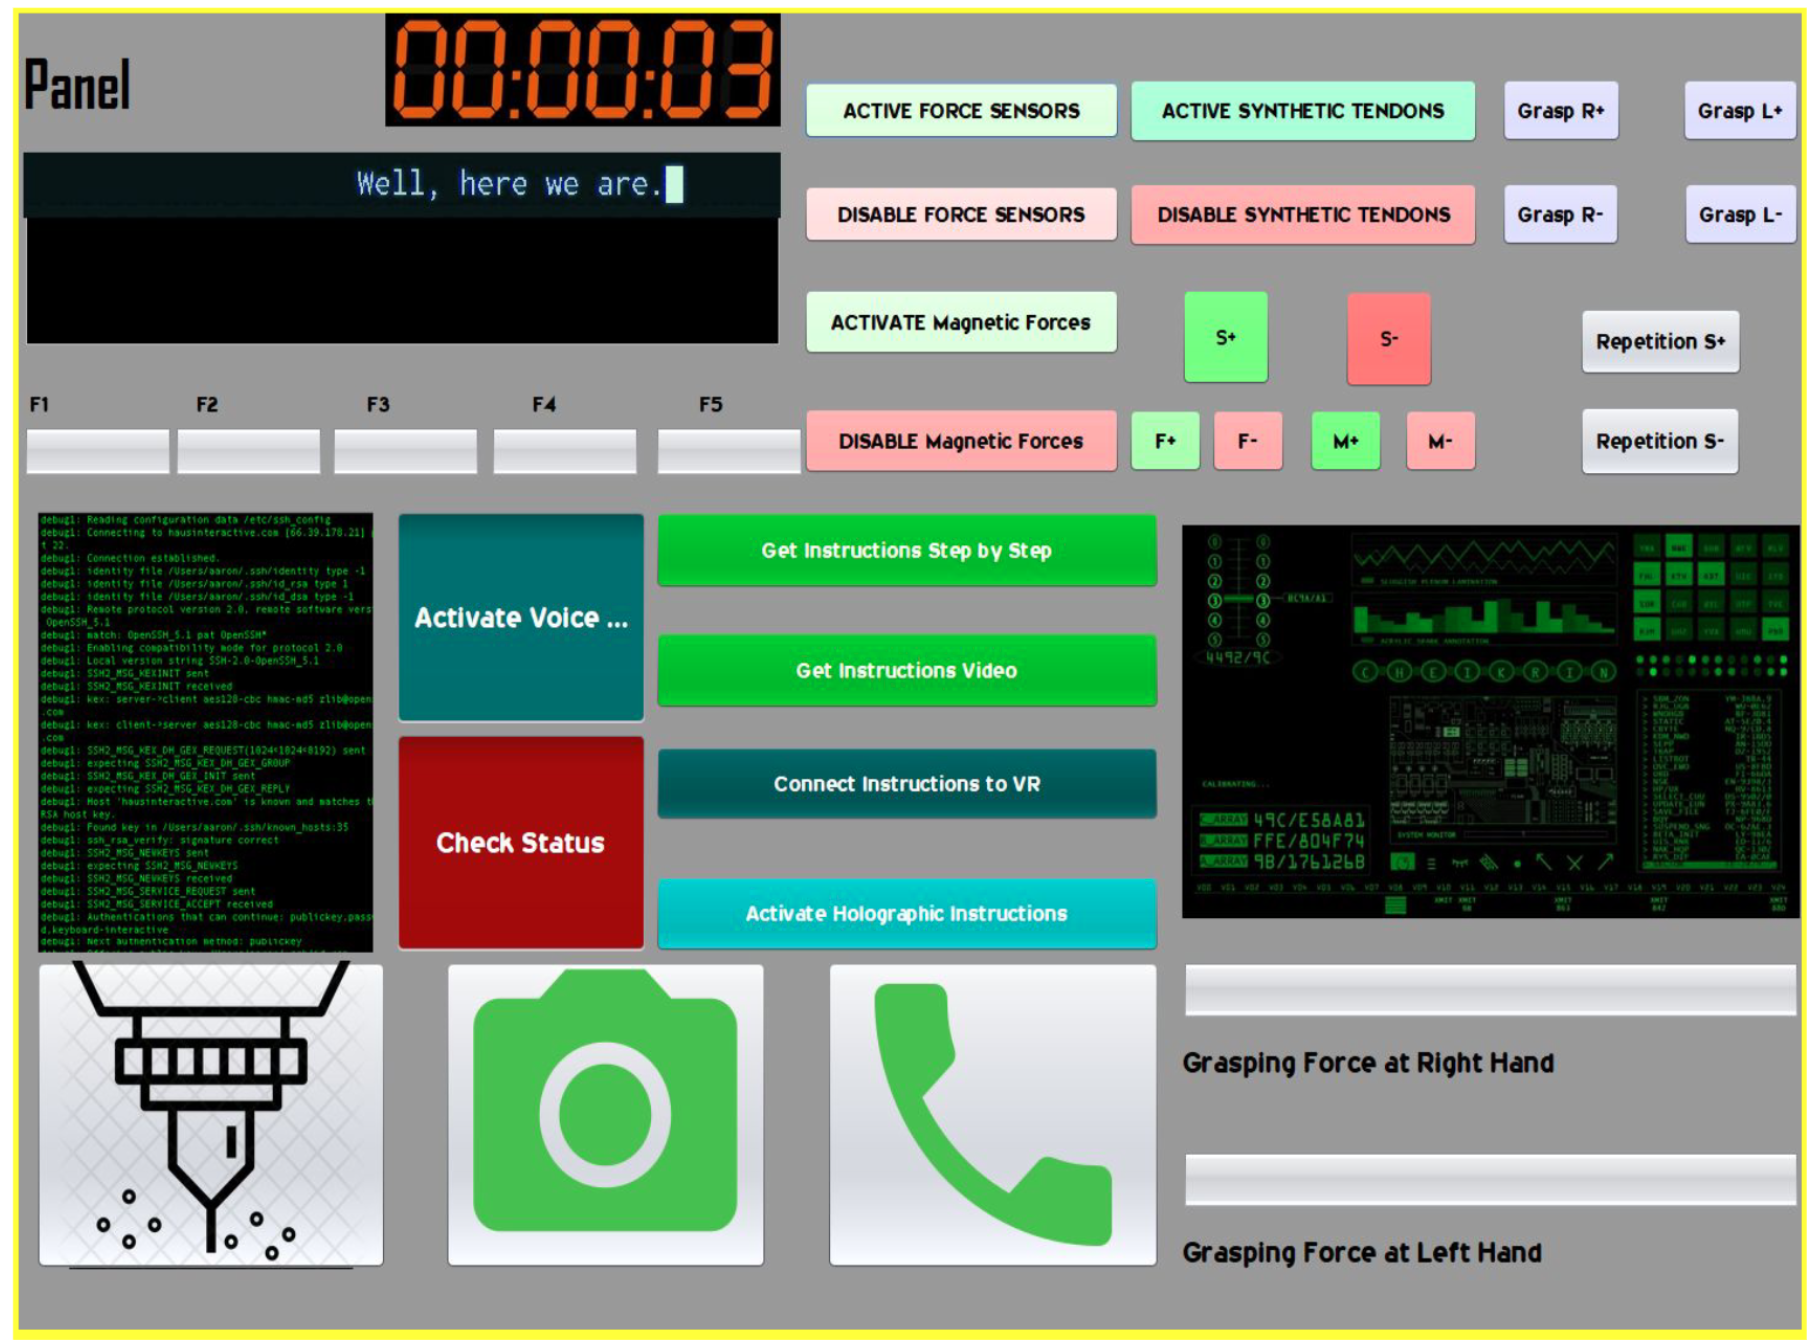 Panel
00:00:03
Well, here we are.
ACTIVE FORCE SENSORS
ACTIVE SYNTHETIC TENDONS
Grasp R+
Grasp L+
DISABLE FORCE SENSORS
DISABLE SYNTHETIC TENDONS
Grasp R-
Grasp L-
ACTIVATE Magnetic Forces
S+
S-
Repetition S+
F1
F2
F3
F4
F5
DISABLE Magnetic Forces
F+
F-
M+
M-
Repetition S-
debug1: Reading configuration data /etc/ssh_config
debug1: Connecting to hausinteractive.com [66.39.178.21]
t 22.
debug1: Connection established.
debug1: identity file /Users/aaron/.ssh/identity type -1
debug1: identity file /Users/aaron/.ssh/id_rsa type 1
debug1: identity file /Users/aaron/.ssh/id_dsa type -1
debug1: Remote protocol version 2.0, remote software vers
OpenSSH_5.1
debug1: match: OpenSSH_5.1 pat OpenSSH*
debug1: Enabling compatibility mode for protocol 2.0
debug1: Local version string SSH-2.0-OpenSSH_5.1
debug1: SSH2_MSG_KEXINIT sent
debug1: SSH2_MSG_KEXINIT received
debug1: kex: server->client aes128-cbc hmac-md5 zlib@open
.com
debug1: kex: client->server aes128-cbc hmac-md5 zlib@open
.com
debug1: SSH2_MSG_KEX_DH_GEX_REQUEST(1024<1024<8192) sent
debug1: expecting SSH2_MSG_KEX_DH_GEX_GROUP
debug1: SSH2_MSG_KEX_DH_GEX_INIT sent
debug1: expecting SSH2_MSG_KEX_DH_GEX_REPLY
debug1: Host 'hausinteractive.com' is known and matches t
RSA host key.
debug1: Found key in /Users/aaron/.ssh/known_hosts:35
debug1: ssh_rsa_verify: signature correct
debug1: SSH2_MSG_NEWKEYS sent
debug1: expecting SSH2_MSG_NEWKEYS
debug1: SSH2_MSG_NEWKEYS received
debug1: SSH2_MSG_SERVICE_REQUEST sent
debug1: SSH2_MSG_SERVICE_ACCEPT received
debug1: Authentications that can continue: publickey,pass
d,keyboard-interactive
debug1: Next authentication method: publickey
Activate Voice ...
Check Status
Get Instructions Step by Step
Get Instructions Video
Connect Instructions to VR
Activate Holographic Instructions
4492/9C
CHEIKRIN
CALIBRATING...
49C/E58A81
FFE/804F74
9B/176126B
SYSTEM MONITOR
Grasping Force at Right Hand
Grasping Force at Left Hand